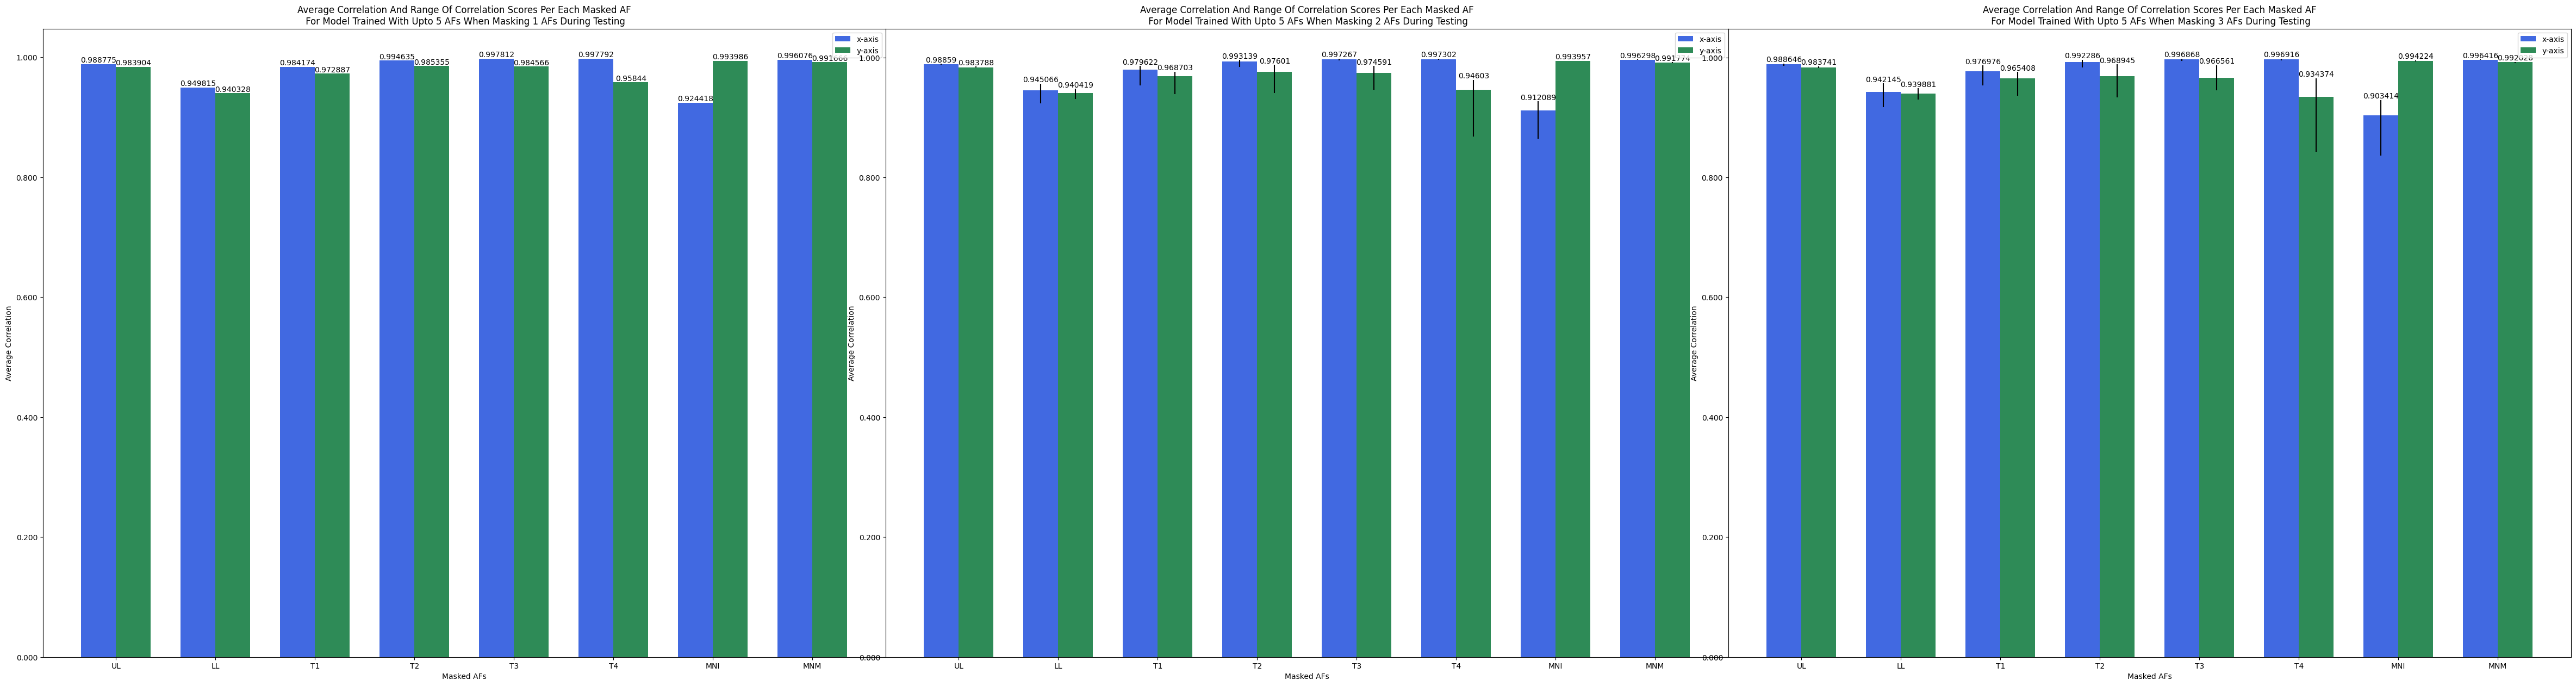 Average Correlation And Range Of Correlation Scores Per Each Masked AF
For Model Trained With Upto 5 AFs When Masking 1 AFs During Testing
x-axis
y-axis
1.000
0.800
0.600
0.400
0.200
0.000
Average Correlation
0.988775 0.983904 0.949815 0.940328 0.984174 0.972887 0.994635 0.985355 0.997812 0.984566 0.997792 0.95844 0.924418 0.993986 0.996076
UL LL T1 T2 T3 T4 MNI MNM
Masked AFs
Average Correlation And Range Of Correlation Scores Per Each Masked AF
For Model Trained With Upto 5 AFs When Masking 2 AFs During Testing
x-axis
y-axis
1.000
0.800
0.600
0.400
0.200
0.000
Average Correlation
0.98859 0.983788 0.945066 0.940419 0.979622 0.968703 0.993139 0.97601 0.997267 0.974591 0.997302 0.94603 0.912089 0.993957 0.996298
UL LL T1 T2 T3 T4 MNI MNM
Masked AFs
Average Correlation And Range Of Correlation Scores Per Each Masked AF
For Model Trained With Upto 5 AFs When Masking 3 AFs During Testing
x-axis
y-axis
1.000
0.800
0.600
0.400
0.200
0.000
Average Correlation
0.988646 0.983741 0.942145 0.939881 0.976976 0.965408 0.992286 0.968945 0.996868 0.966561 0.996916 0.934374 0.903414 0.994224 0.996416
UL LL T1 T2 T3 T4 MNI MNM
Masked AFs